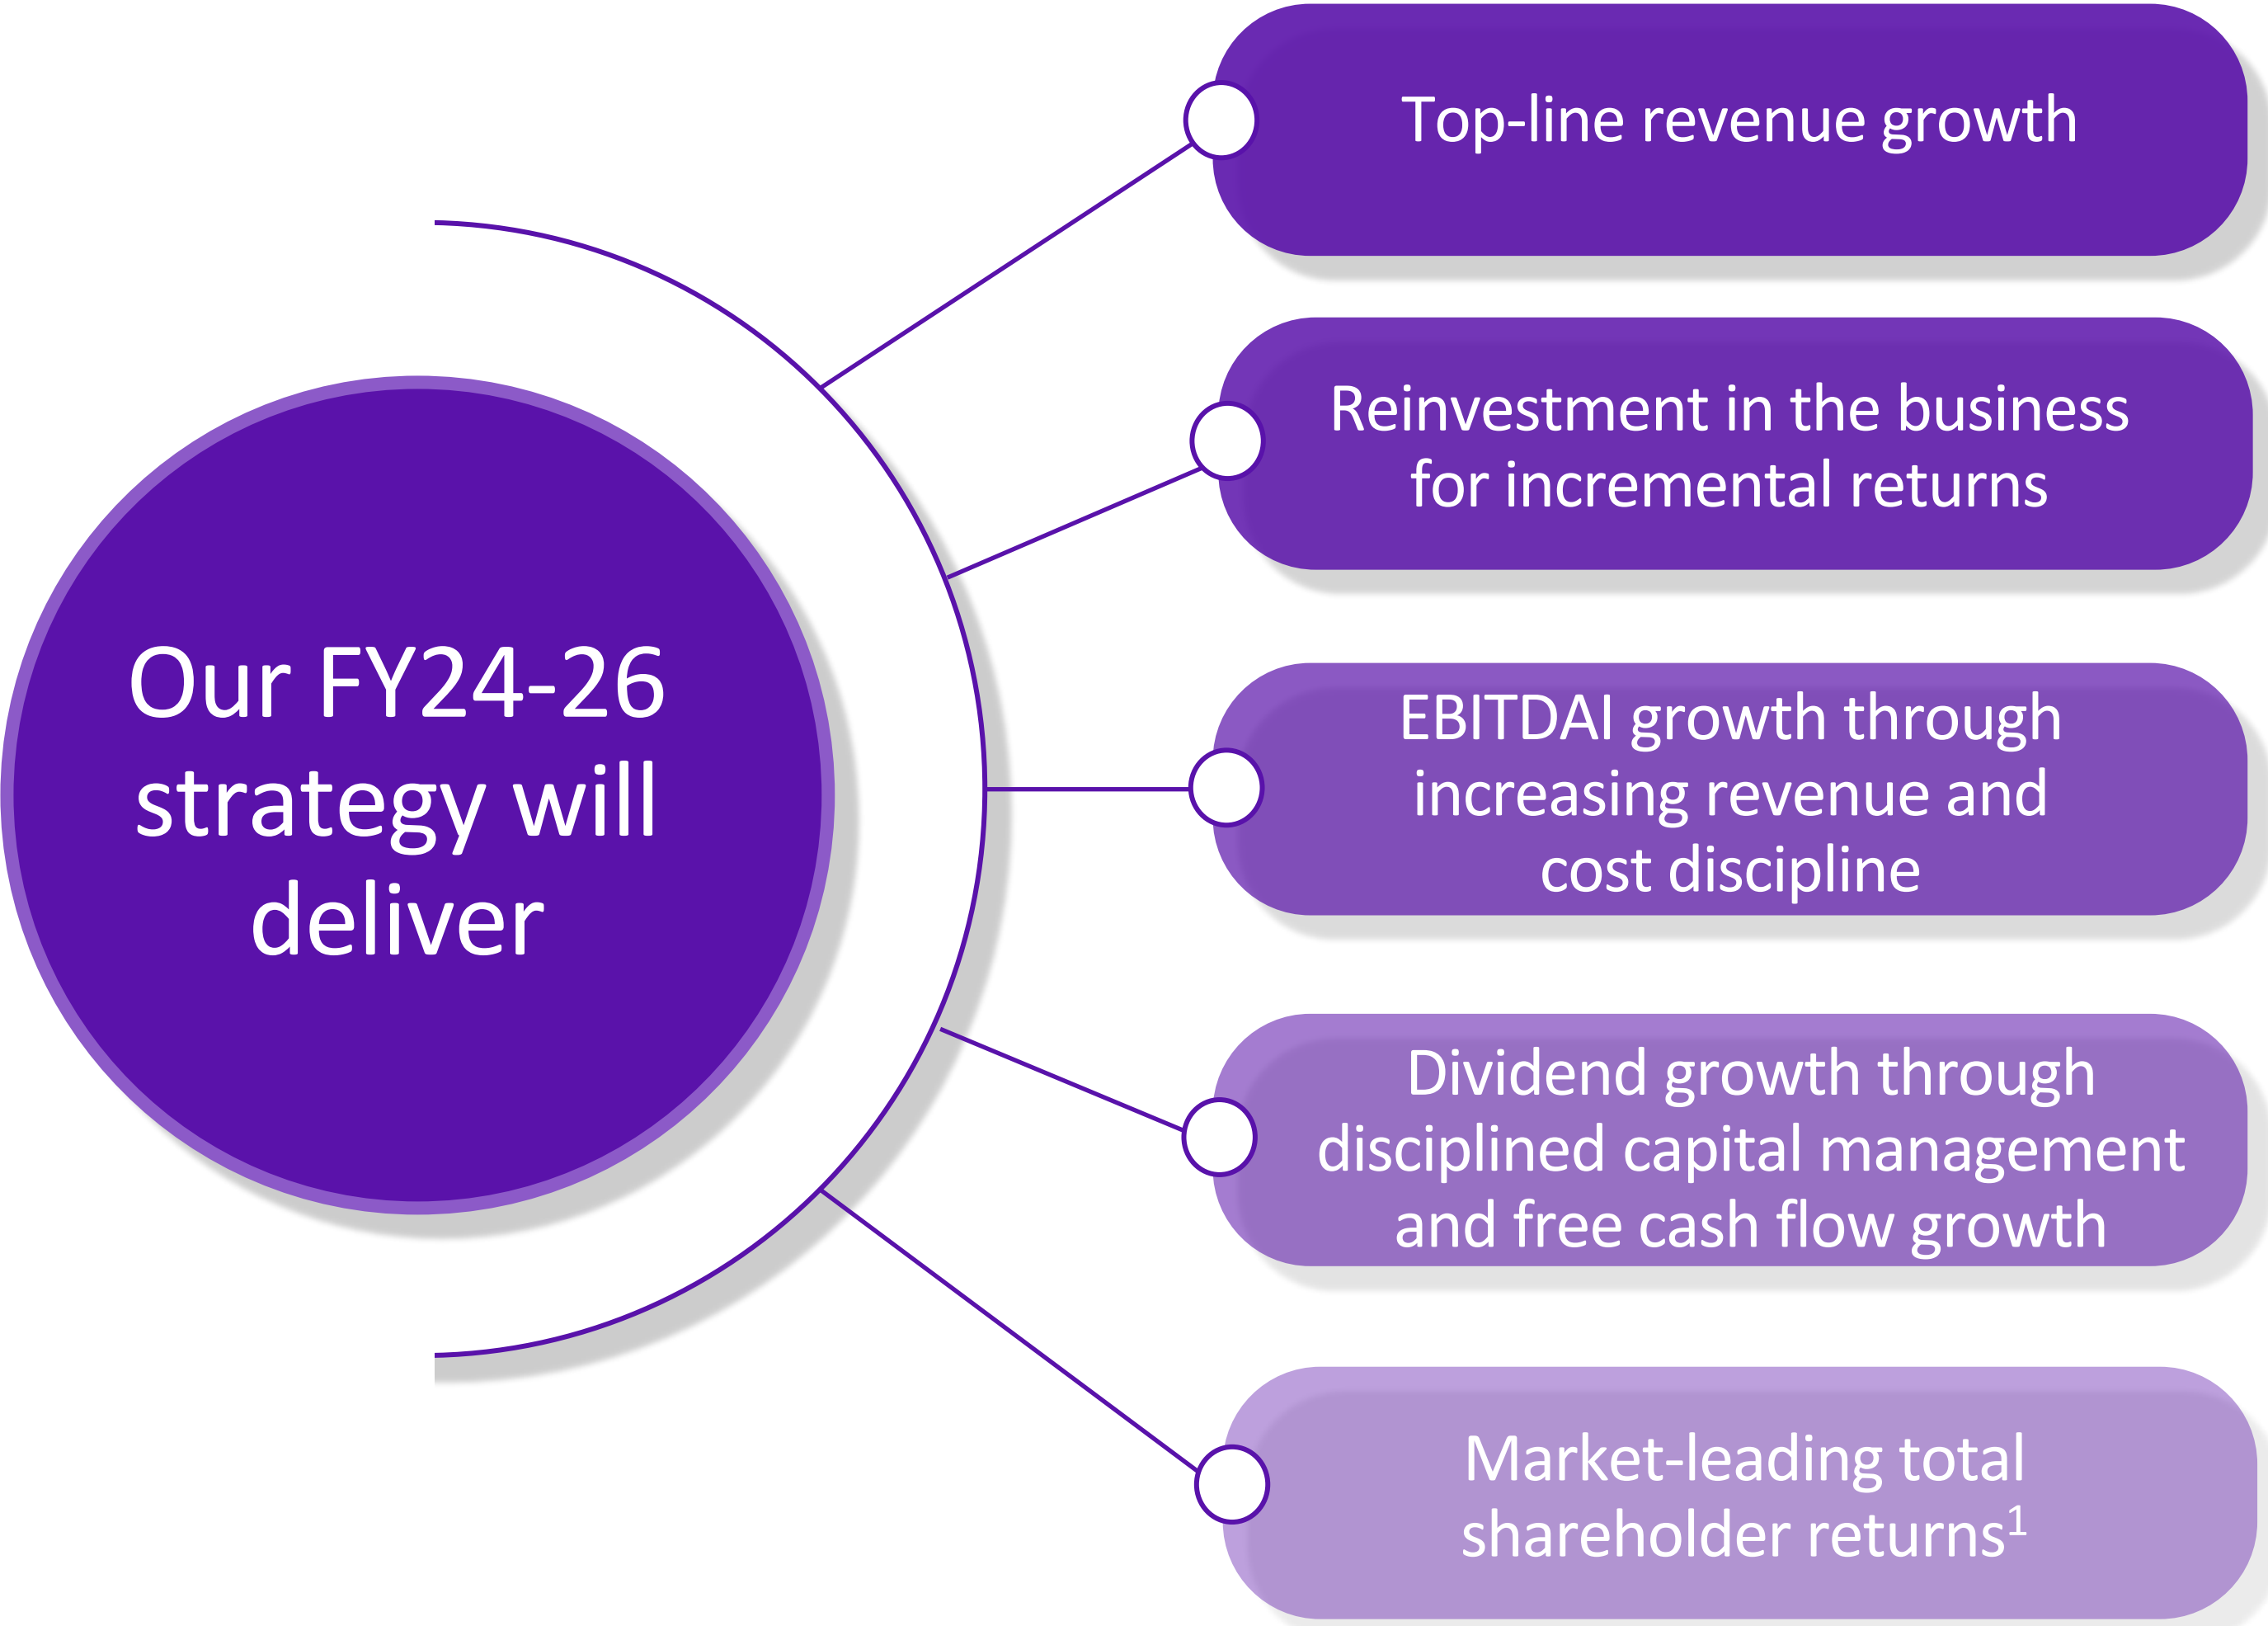 Our FY24-26
strategy will
deliver
Top-line revenue growth
Reinvestment in the business
for incremental returns
EBITDAI growth through
increasing revenue and
cost discipline
Dividend growth through
disciplined capital management
and free cash flow growth
Market-leading total
shareholder returns¹